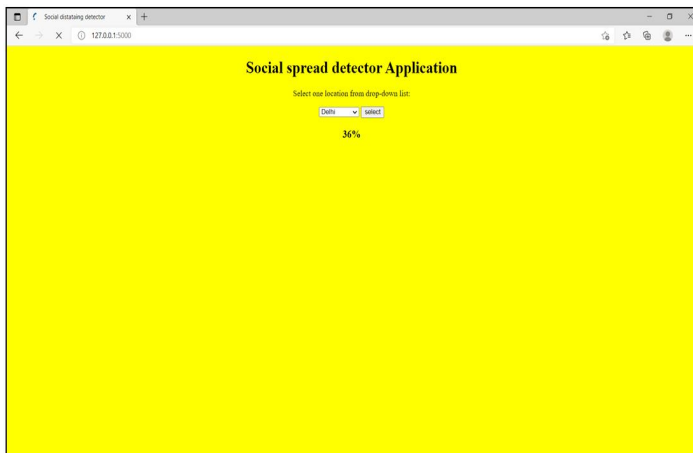 Social distataing detector
127.0.0.1:5000
Social spread detector Application
Select one location from drop-down list:
Delhi select
36%